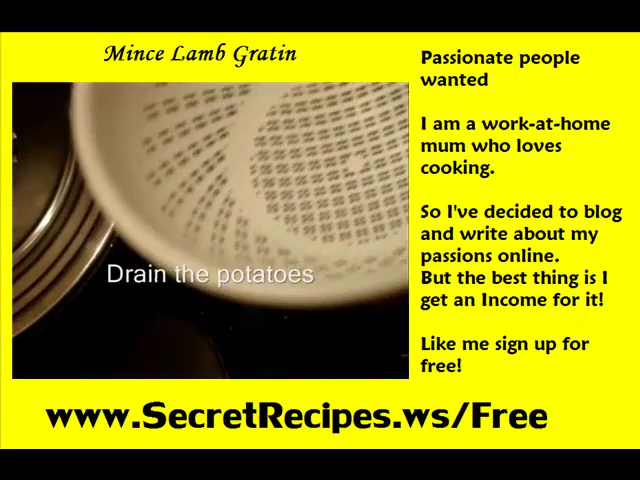 Mince Lamb Gratin
Drain the potatoes
Passionate people
wanted
I am a work-at-home
mum who loves
cooking.
So I've decided to blog
and write about my
passions online.
But the best thing is I
get an Income for it!
Like me sign up for
free!
www.SecretRecipes.ws/Free